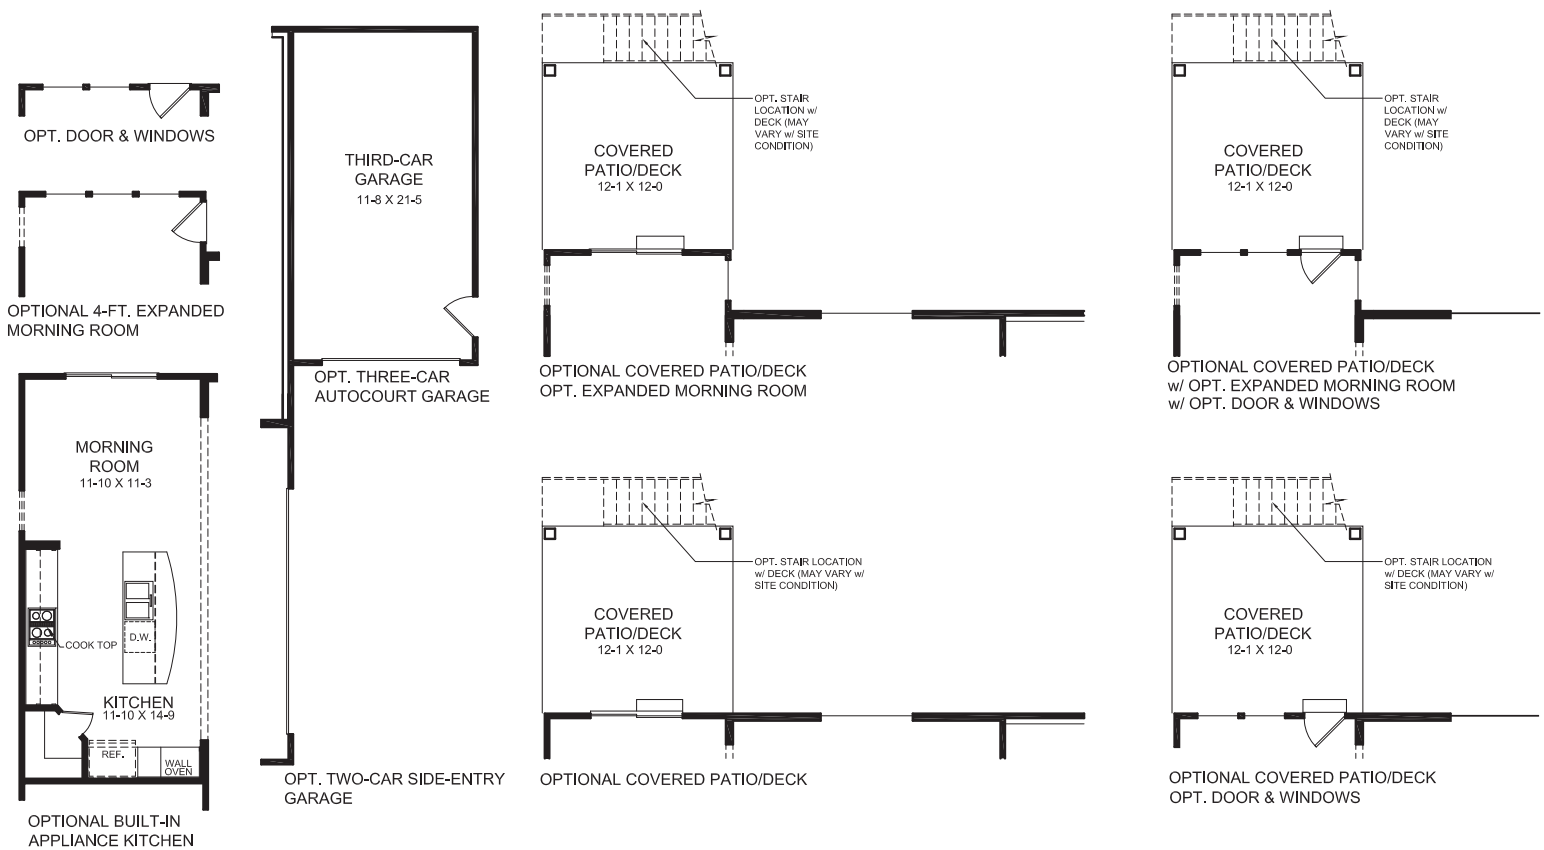 OPT. DOOR & WINDOWS
OPTIONAL 4-FT. EXPANDED
MORNING ROOM
MORNING
ROOM
11-10 X 11-3
D.W.
COOK TOP
KITCHEN
11-10 X 14-9
REF.
WALL
OVEN
OPTIONAL BUILT-IN
APPLIANCE KITCHEN
THIRD-CAR
GARAGE
11-8 X 21-5
OPT. THREE-CAR
AUTOCOURT GARAGE
OPT. TWO-CAR SIDE-ENTRY
GARAGE
OPT. STAIR
LOCATION w/
DECK (MAY
VARY w/ SITE
CONDITION)
COVERED
PATIO/DECK
12-1 X 12-0
OPTIONAL COVERED PATIO/DECK
OPT. EXPANDED MORNING ROOM
OPT. STAIR
LOCATION w/
DECK (MAY
VARY w/ SITE
CONDITION)
COVERED
PATIO/DECK
12-1 X 12-0
OPTIONAL COVERED PATIO/DECK
w/ OPT. EXPANDED MORNING ROOM
w/ OPT. DOOR & WINDOWS
OPT. STAIR LOCATION
w/ DECK (MAY VARY w/
SITE CONDITION)
COVERED
PATIO/DECK
12-1 X 12-0
OPTIONAL COVERED PATIO/DECK
OPT. STAIR LOCATION
w/ DECK (MAY VARY w/
SITE CONDITION)
COVERED
PATIO/DECK
12-1 X 12-0
OPTIONAL COVERED PATIO/DECK
OPT. DOOR & WINDOWS